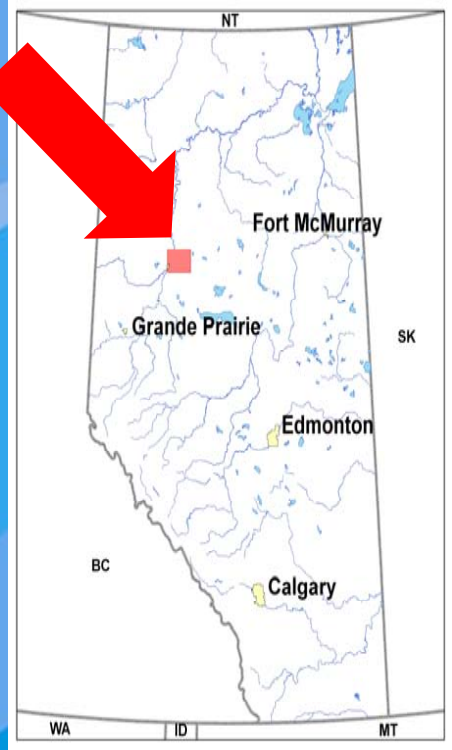 NT
Fort McMurray
Grande Prairie
SK
Edmonton
BC
Calgary
WA
ID
MT